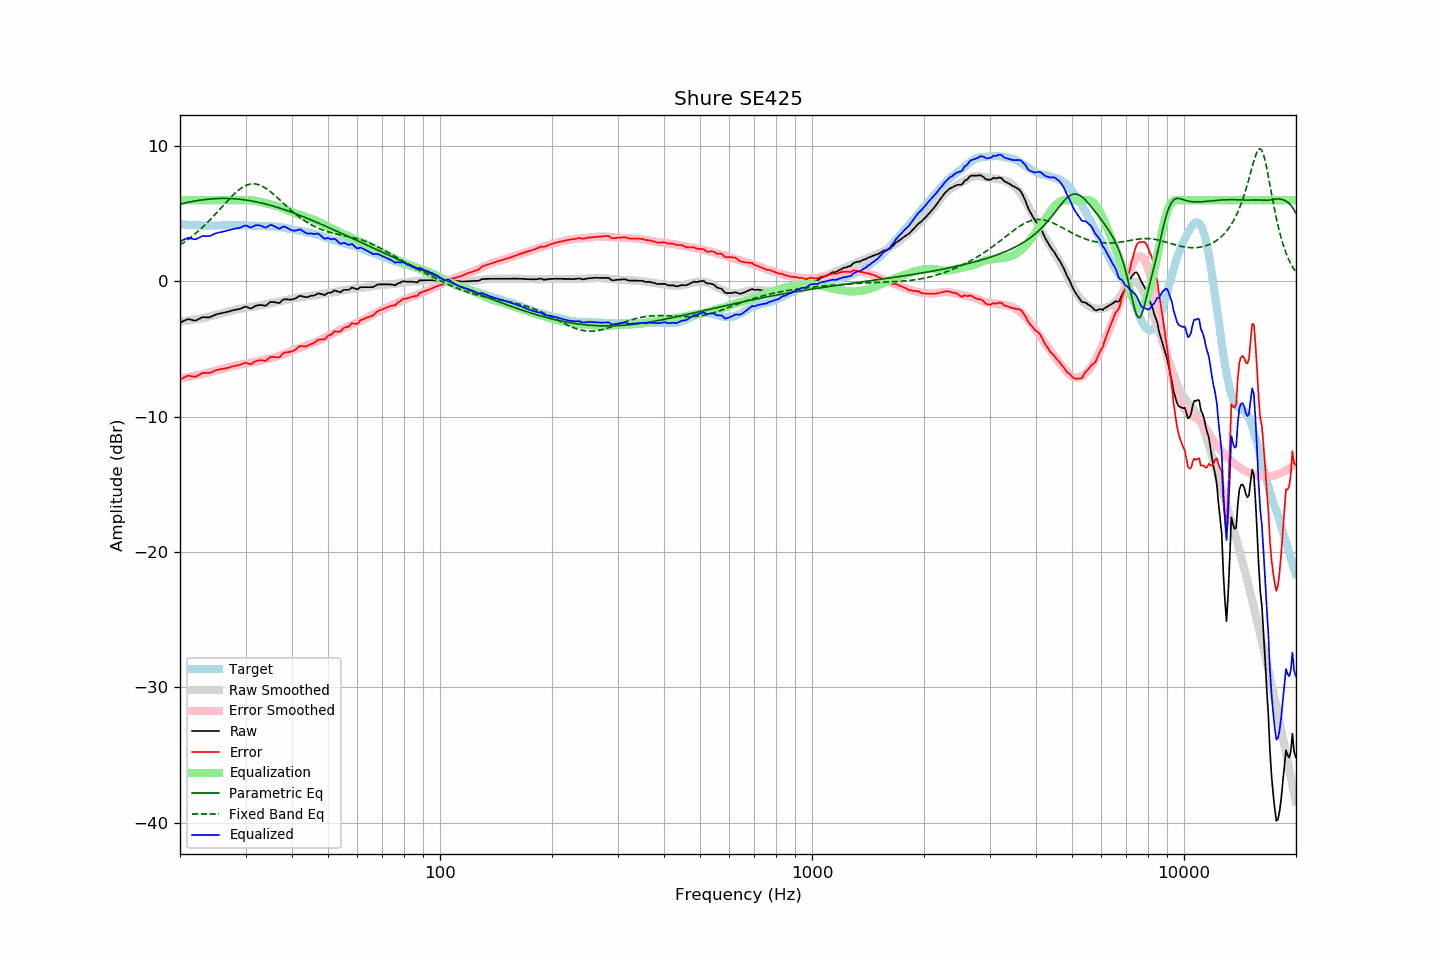 Shure SE425
10
0
−10
−20
−30
−40
Amplitude (dBr)
Target
Raw Smoothed
Error Smoothed
Raw
Error
Equalization
Parametric Eq
Fixed Band Eq
Equalized
100
1000
10000
Frequency (Hz)